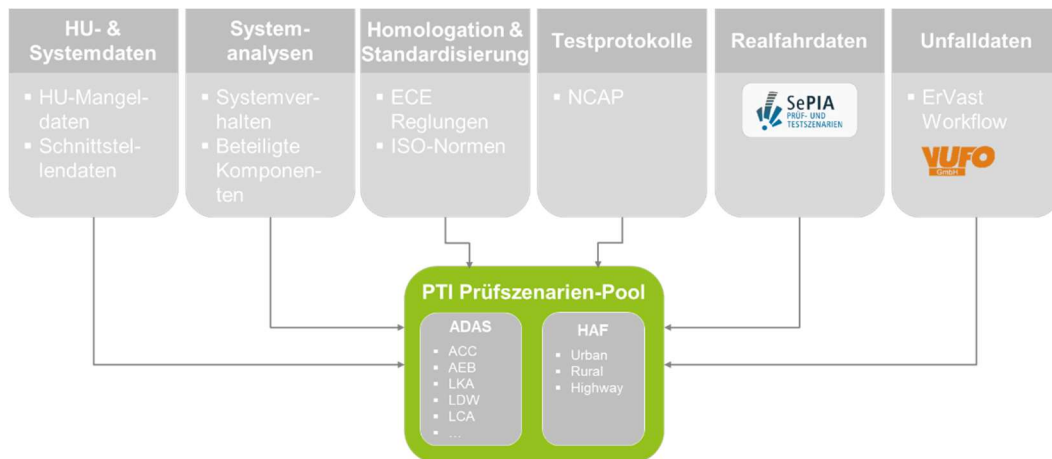 HU- &
Systemdaten
▪ HU-Mangel-
daten
▪ Schnittstel-
lendaten
System-
analysen
▪ Systemver-
halten
▪ Beteiligte
Komponen-
ten
Homologation &
Standardisierung
▪ ECE
Reglungen
▪ ISO-Normen
Testprotokolle
▪ NCAP
Realfahrdaten
SePIA
PRÜF- UND
TESTSZENARIEN
Unfalldaten
▪ ErVast
Workflow
VUFO
GmbH
PTI Prüfszenarien-Pool
ADAS
▪ ACC
▪ AEB
▪ LKA
▪ LDW
▪ LCA
▪ ...
HAF
▪ Urban
▪ Rural
▪ Highway